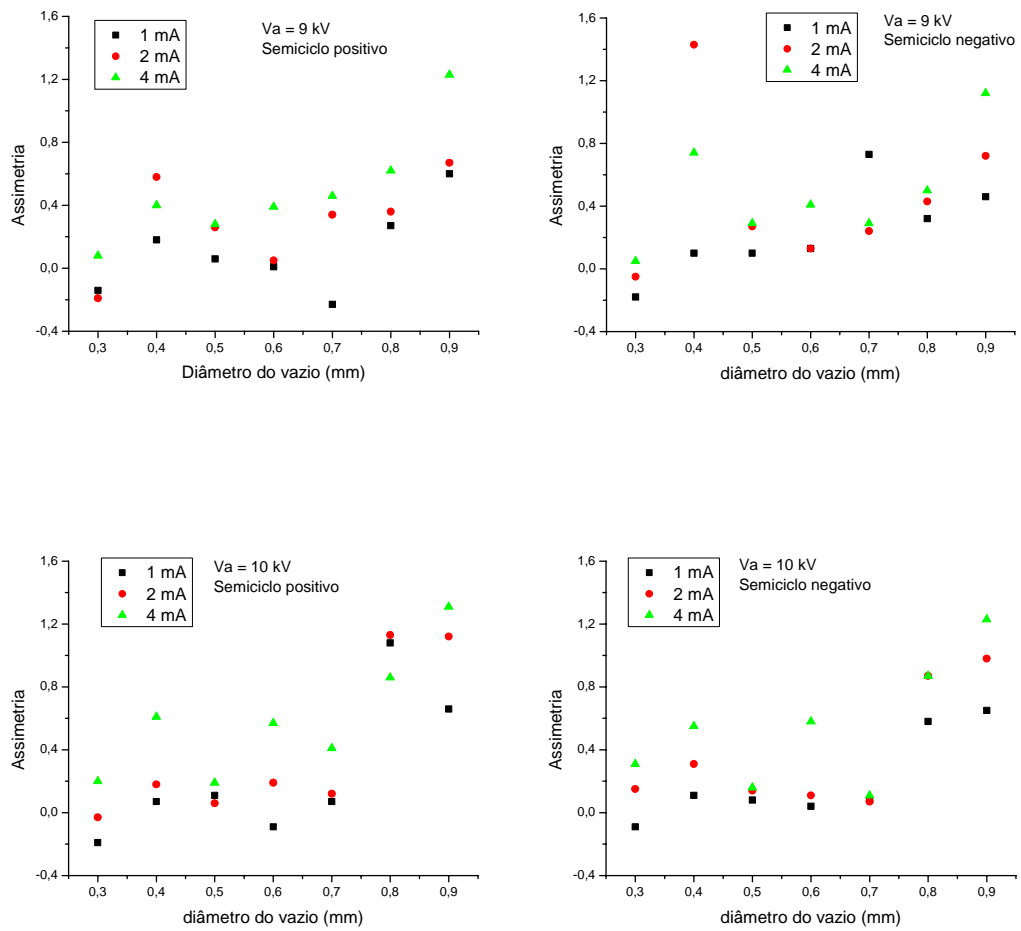 1,6
1,2
0,8
0,4
0,0
-0,4
Assimetria
1 mA
2 mA
4 mA
Va = 9 kV
Semiciclo positivo
0,3 0,4 0,5 0,6 0,7 0,8 0,9
Diâmetro do vazio (mm)
1,6
1,2
0,8
0,4
0,0
-0,4
Assimetria
1 mA
2 mA
4 mA
Va = 9 kV
Semiciclo negativo
0,3 0,4 0,5 0,6 0,7 0,8 0,9
diâmetro do vazio (mm)
1,6
1,2
0,8
0,4
0,0
-0,4
Assimetria
1 mA
2 mA
4 mA
Va = 10 kV
Semiciclo positivo
0,3 0,4 0,5 0,6 0,7 0,8 0,9
diâmetro do vazio (mm)
1,6
1,2
0,8
0,4
0,0
-0,4
Assimetria
1 mA
2 mA
4 mA
Va = 10 kV
Semiciclo negativo
0,3 0,4 0,5 0,6 0,7 0,8 0,9
diâmetro do vazio (mm)